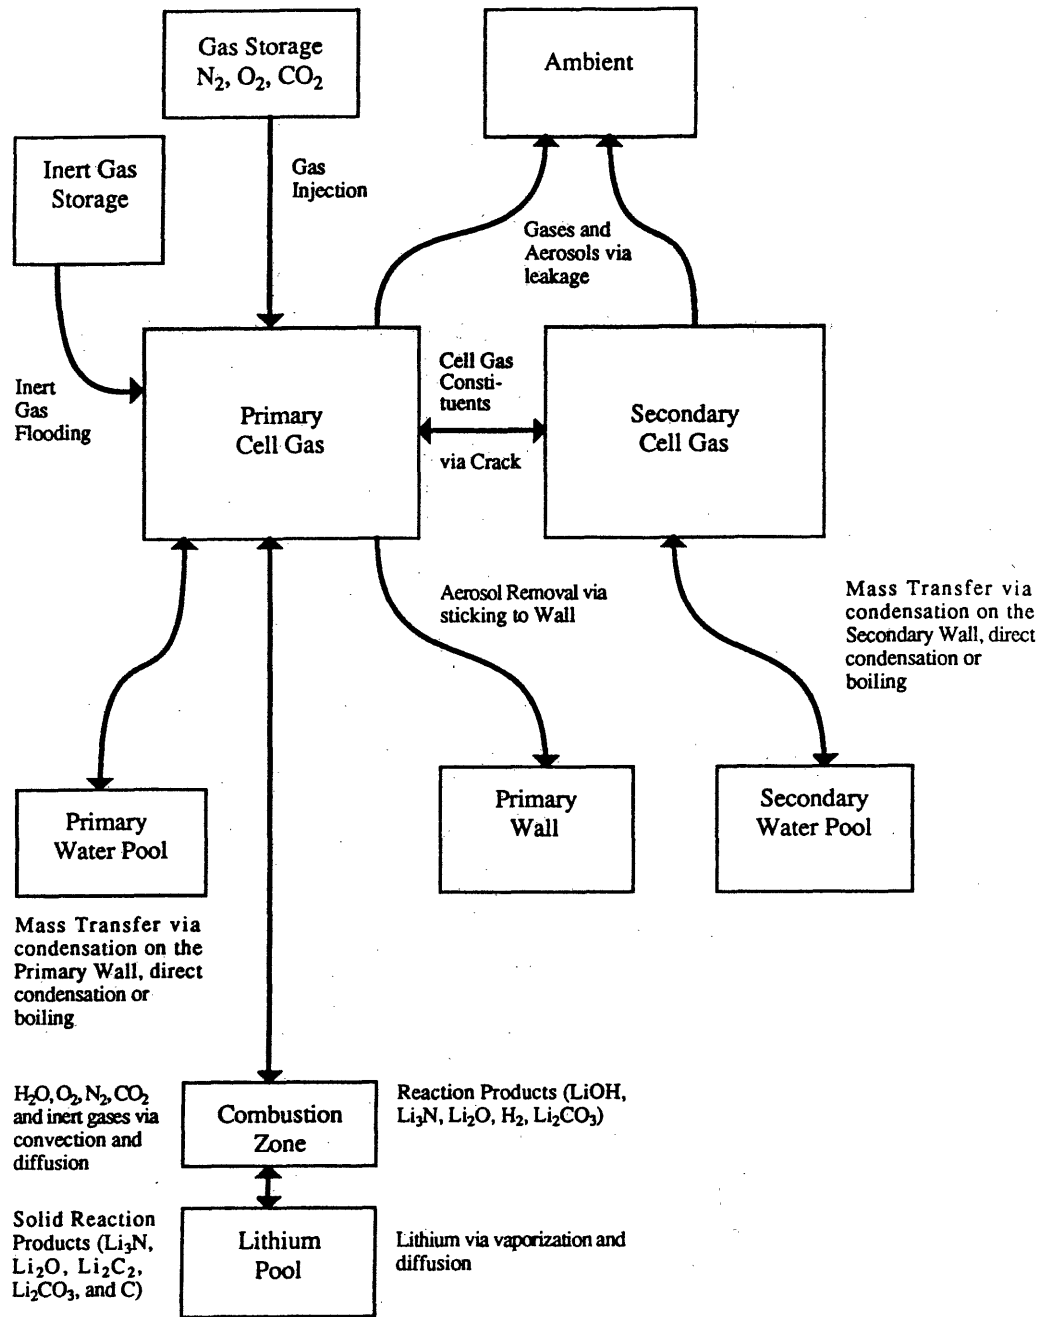 Gas Storage
N₂, O₂, CO₂
Ambient
Inert Gas
Storage
Gas
Injection
Gases and
Aerosols via
leakage
Inert
Gas
Flooding
Primary
Cell Gas
Cell Gas
Consti-
tuents
via Crack
Secondary
Cell Gas
Aerosol Removal via
sticking to Wall
Mass Transfer via
condensation on the
Secondary Wall, direct
condensation or
boiling
Primary
Water Pool
Primary
Wall
Secondary
Water Pool
Mass Transfer via
condensation on the
Primary Wall, direct
condensation or
boiling
H₂O, O₂, N₂, CO₂
and inert gases via
convection and
diffusion
Combustion
Zone
Reaction Products (LiOH,
Li₃N, Li₂O, H₂, Li₂CO₃)
Solid Reaction
Products (Li₃N,
Li₂O, Li₂C₂,
Li₂CO₃, and C)
Lithium
Pool
Lithium via vaporization and
diffusion